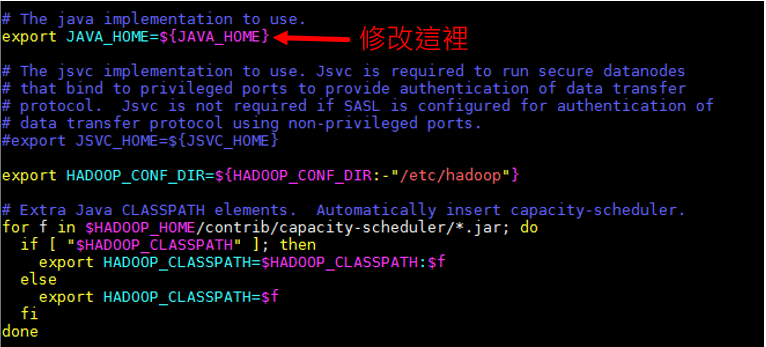 # The java implementation to use.
export JAVA_HOME=${JAVA_HOME} 修改這裡
# The jsvc implementation to use. Jsvc is required to run secure datanodes
# that bind to privileged ports to provide authentication of data transfer
# protocol.  Jsvc is not required if SASL is configured for authentication of
# data transfer protocol using non-privileged ports.
#export JSVC_HOME=${JSVC_HOME}
export HADOOP_CONF_DIR=${HADOOP_CONF_DIR:-"/etc/hadoop"}
# Extra Java CLASSPATH elements.  Automatically insert capacity-scheduler.
for f in $HADOOP_HOME/contrib/capacity-scheduler/*.jar; do
  if [ "$HADOOP_CLASSPATH" ]; then
    export HADOOP_CLASSPATH=$HADOOP_CLASSPATH:$f
  else
    export HADOOP_CLASSPATH=$f
  fi
done